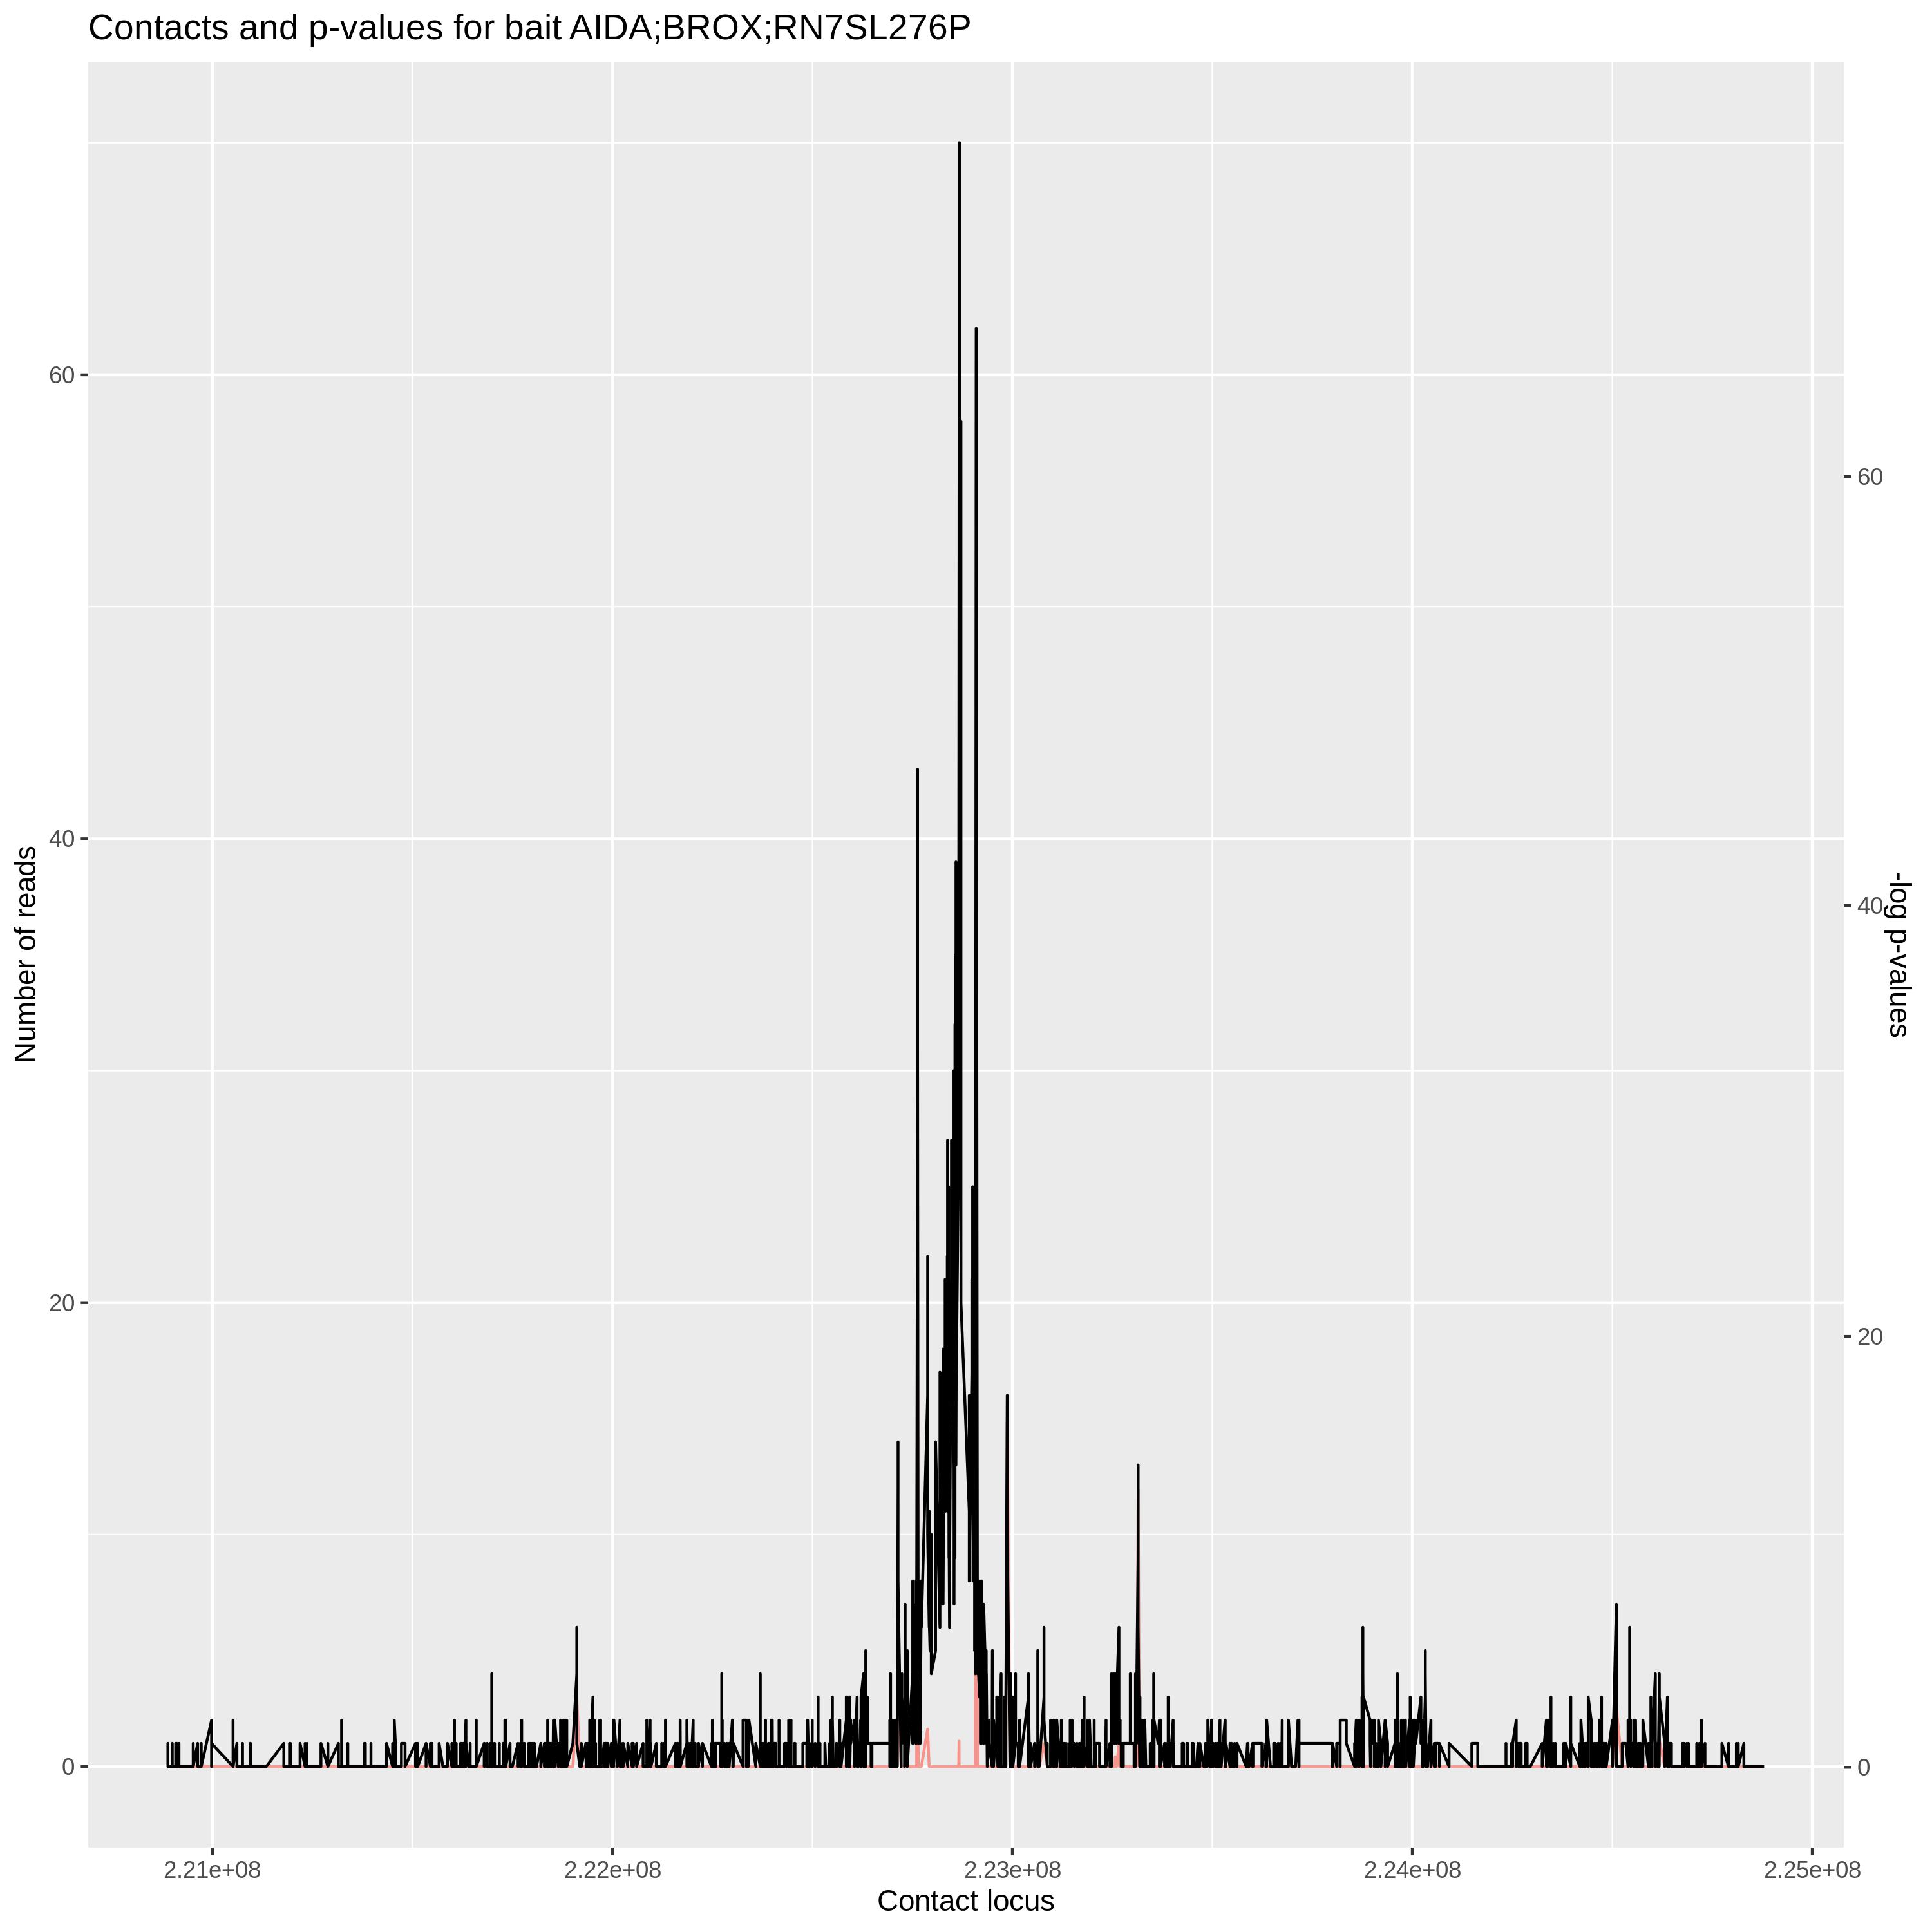 Contacts and p-values for bait AIDA;BROX;RN7SL276P
60
40
20
0
Number of reads
60
40
20
0
-log p-values
2.21e+08 2.22e+08 2.23e+08 2.24e+08 2.25e+08
Contact locus